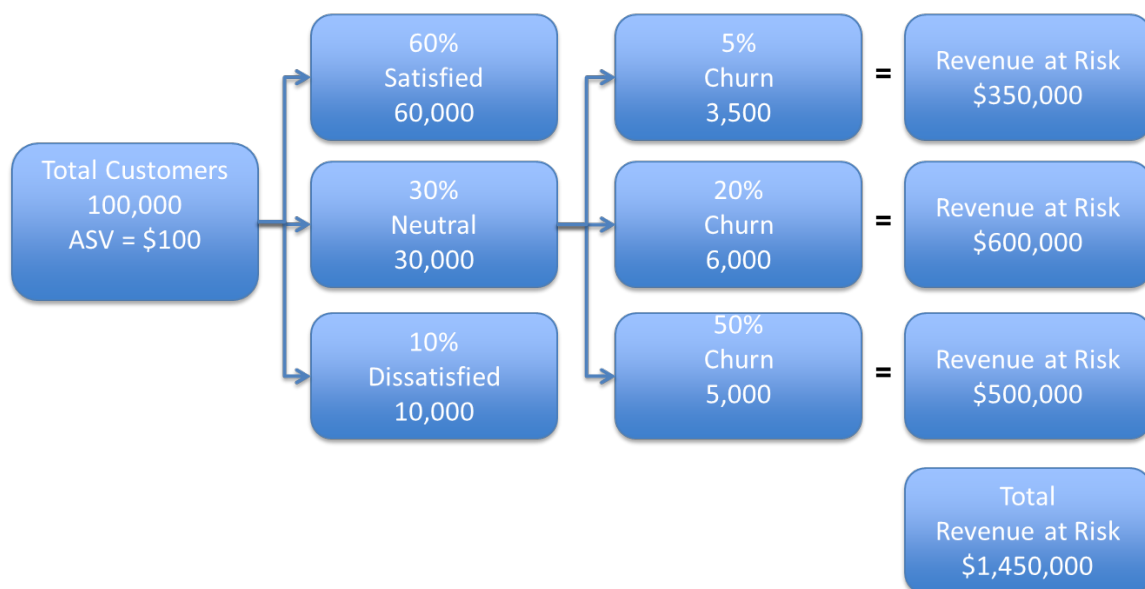 Total Customers
100,000
ASV = $100
60%
Satisfied
60,000
30%
Neutral
30,000
10%
Dissatisfied
10,000
5%
Churn
3,500
20%
Churn
6,000
50%
Churn
5,000
=
Revenue at Risk
$350,000
=
Revenue at Risk
$600,000
=
Revenue at Risk
$500,000
Total
Revenue at Risk
$1,450,000